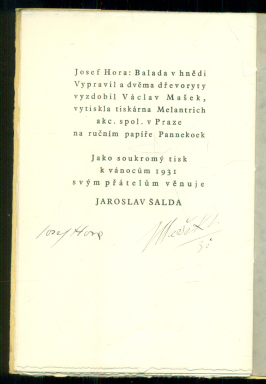 Josef Hora: Balada v hnědi
Vypravil a dvěma dřevoryty
vyzdobil Václav Mašek,
vytiskla tiskárna Melantrich
akc. spol. v Praze
na ručním papíře Pannekoek
Jako soukromý tisk
k vánocům 1931
svým přátelům věnuje
JAROSLAV ŠALDA
Josef Hora